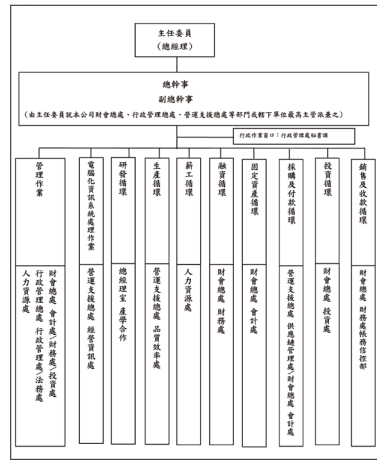 主任委員
(總經理)
總幹事
副總幹事
(由主任委員就本公司財會總處、行政管理總處、營運支援總處等部門或轄下單位最高主管派兼之)
行政作業窗口:行政管理處秘書課
管理作業
財會總處 會計處/財務處/投資處
行政管理總處 行政管理處/法務處
人力資源處
電腦化資訊系統處理作業
營運支援總處 經營資訊處
研發循環
總經理室 產學合作
生產循環
營運支援總處 品質效率處
薪工循環
人力資源處
融資循環
財會總處 財務處
固定資產循環
財會總處 會計處
採購及付款循環
營運支援總處 供應鏈管理處/財會總處 會計處
投資循環
財會總處 投資處
銷售及收款循環
財會總處 財務處帳務信控部